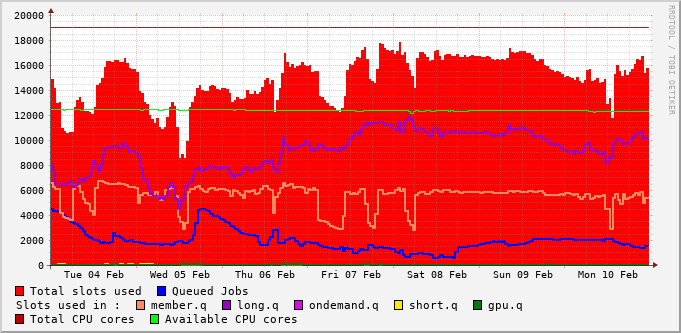 20000
18000
16000
14000
12000
10000
8000
6000
4000
2000
0
Tue 04 Feb Wed 05 Feb Thu 06 Feb Fri 07 Feb Sat 08 Feb Sun 09 Feb Mon 10 Feb
RRDTOOL / TOBI OETIKER
Total slots used Queued Jobs
Slots used in : member.q long.q ondemand.q short.q gpu.q
Total CPU cores Available CPU cores